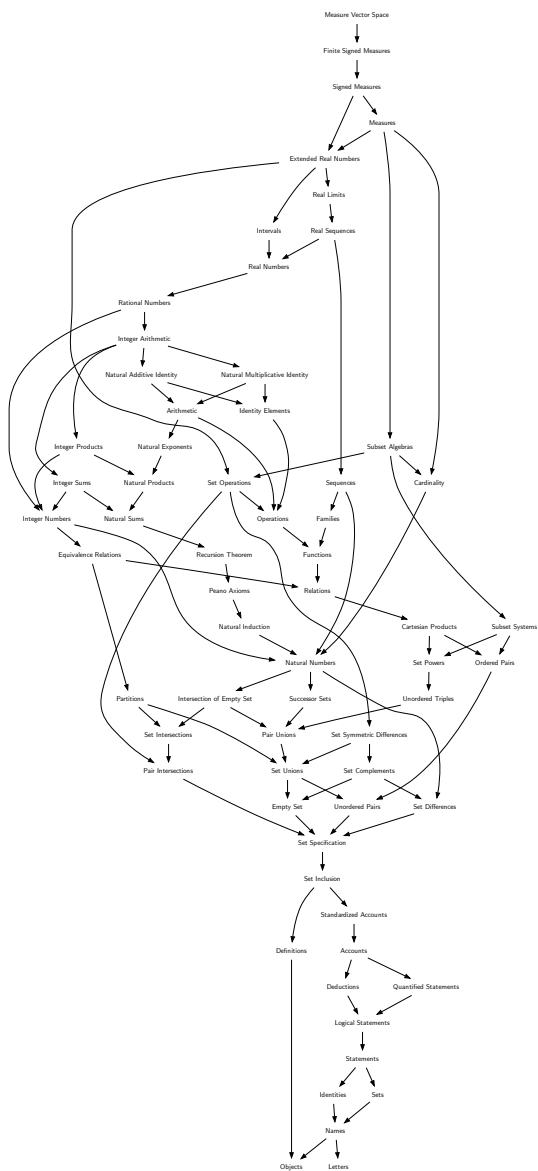 Measure Vector Space
Finite Signed Measures
Signed Measures
Measures
Extended Real Numbers
Real Limits
Intervals
Real Sequences
Real Numbers
Rational Numbers
Integer Arithmetic
Natural Additive Identity
Natural Multiplicative Identity
Arithmetic
Identity Elements
Integer Products
Natural Exponents
Subset Algebras
Integer Sums
Natural Products
Set Operations
Sequences
Cardinality
Integer Numbers
Natural Sums
Operations
Families
Equivalence Relations
Recursion Theorem
Functions
Peano Axioms
Relations
Natural Induction
Cartesian Products
Subset Systems
Natural Numbers
Set Powers
Ordered Pairs
Partitions
Intersection of Empty Set
Successor Sets
Unordered Triples
Set Intersections
Pair Unions
Set Symmetric Differences
Pair Intersections
Set Unions
Set Complements
Empty Set
Unordered Pairs
Set Differences
Set Specification
Set Inclusion
Standardized Accounts
Definitions
Accounts
Deductions
Quantified Statements
Logical Statements
Statements
Identities
Sets
Names
Objects
Letters